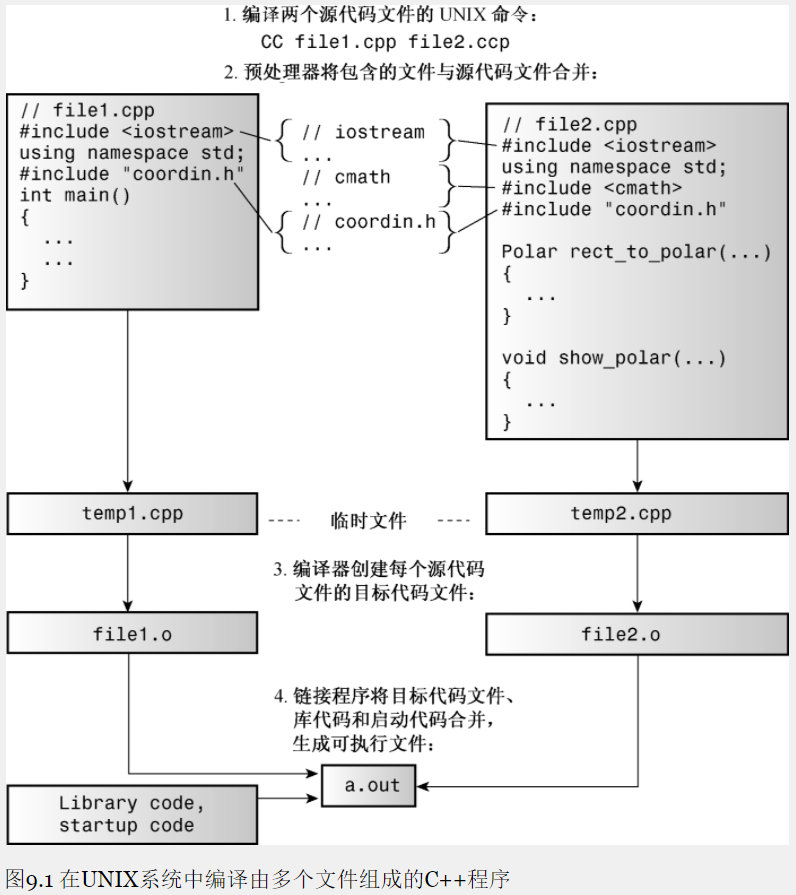 1. 编译两个源代码文件的 UNIX 命令：
CC file1.cpp file2.ccp
2. 预处理器将包含的文件与源代码文件合并：
// file1.cpp
#include <iostream>
using namespace std;
#include "coordin.h"
int main()
{
...
...
}
// iostream
...
// cmath
...
// coordin.h
...
// file2.cpp
#include <iostream>
using namespace std;
#include <cmath>
#include "coordin.h"
Polar rect_to_polar(...)
{
...
}
void show_polar(...)
{
...
}
temp1.cpp
临时文件
temp2.cpp
3. 编译器创建每个源代码
文件的目标代码文件：
file1.o
file2.o
4. 链接程序将目标代码文件、
库代码和启动代码合并，
生成可执行文件：
a.out
Library code,
startup code
图9.1 在UNIX系统中编译由多个文件组成的C++程序